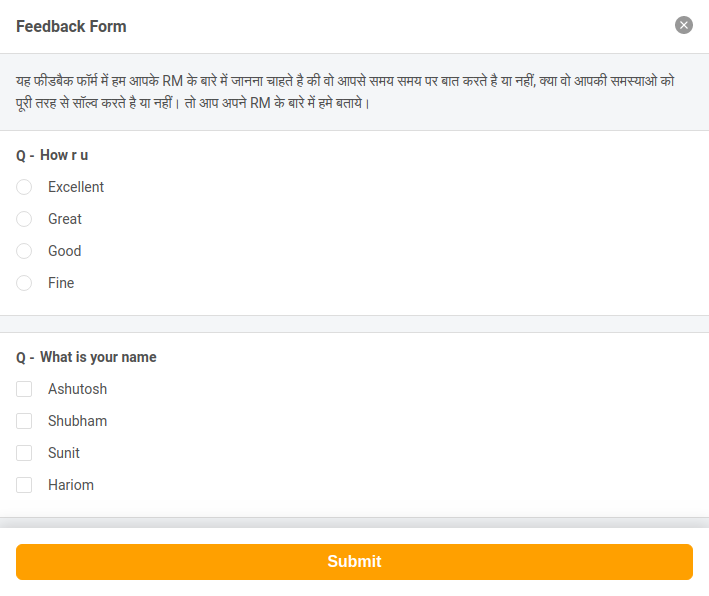 Feedback Form
यह फीडबैक फॉर्म में हम आपके RM के बारे में जानना चाहते है की वो आपसे समय समय पर बात करते है या नहीं, क्या वो आपकी समस्याओ को
पूरी तरह से सॉल्व करते है या नहीं। तो आप अपने RM के बारे में हमे बताये।
Q - How r u
Excellent
Great
Good
Fine
Q - What is your name
Ashutosh
Shubham
Sunit
Hariom
Submit